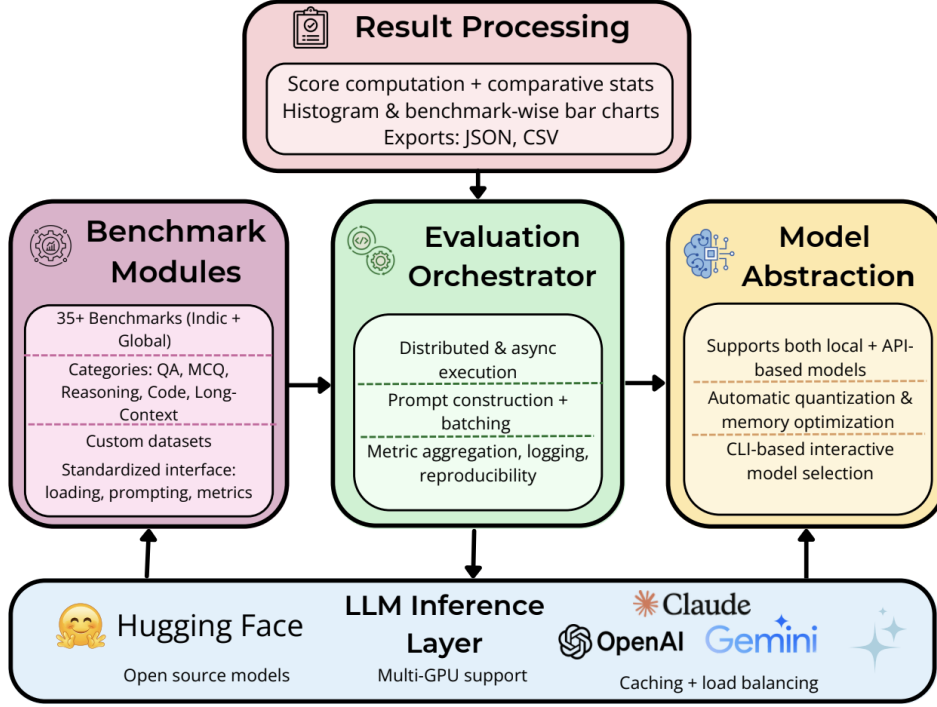 Result Processing
Score computation + comparative stats
Histogram & benchmark-wise bar charts
Exports: JSON, CSV
Benchmark
Modules
35+ Benchmarks (Indic +
Global)
Categories: QA, MCQ,
Reasoning, Code, Long-
Context
Custom datasets
Standardized interface:
loading, prompting, metrics
Evaluation
Orchestrator
Distributed & async
execution
Prompt construction +
batching
Metric aggregation, logging,
reproducibility
Model
Abstraction
Supports both local + API-
based models
Automatic quantization &
memory optimization
CLI-based interactive
model selection
Hugging Face
Open source models
LLM Inference
Layer
Multi-GPU support
Claude
OpenAI
Gemini
Caching + load balancing